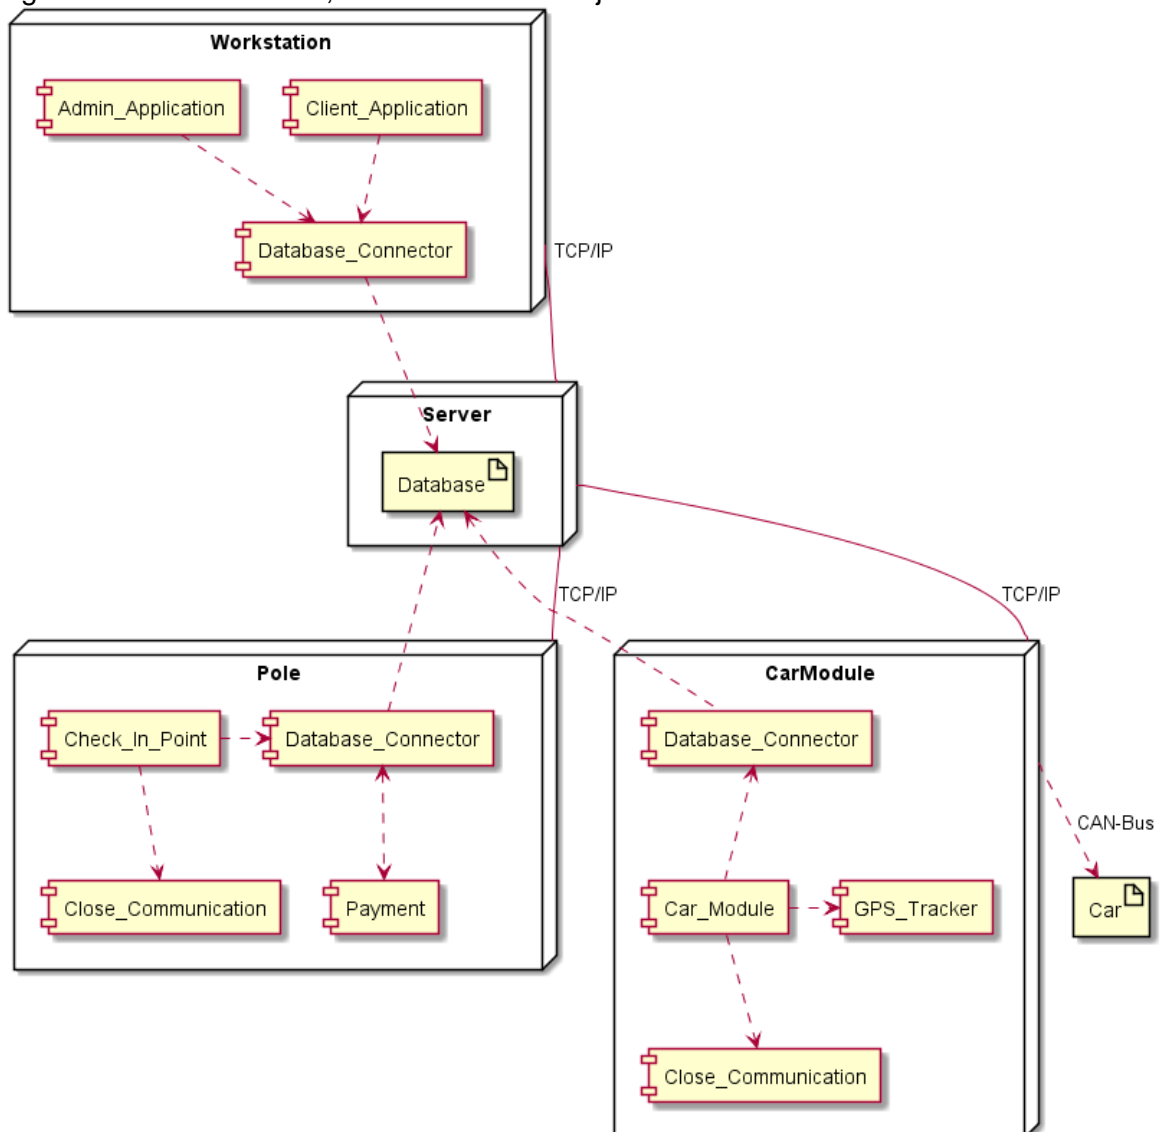 Workstation
Admin_Application
Client_Application
Database_Connector
TCP/IP
Server
Database
TCP/IP
TCP/IP
Pole
CarModule
Check_In_Point
Database_Connector
Database_Connector
CAN-Bus
Close_Communication
Payment
Car_Module
GPS_Tracker
Car
Close_Communication